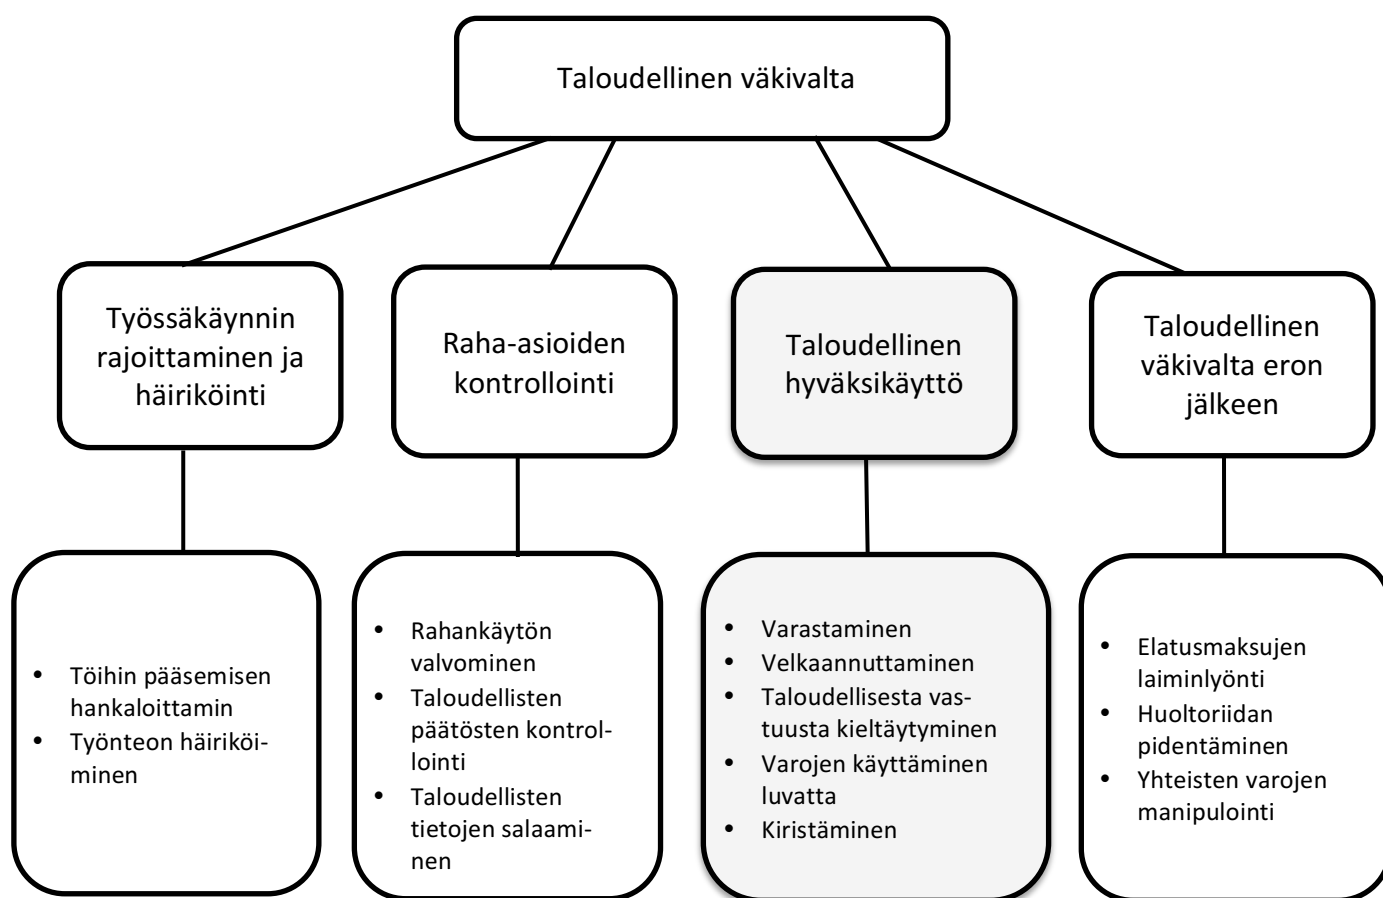 Taloudellinen väkivalta
Työssäkäynnin
rajoittaminen ja
häiriköinti
Raha-asioiden
kontrollointi
Taloudellinen
hyväksikäyttö
Taloudellinen
väkivalta eron
jälkeen
• Töihin pääsemisen
hankaloittamin
• Työnteon häiriköi-
minen
• Rahankäytön
valvominen
• Taloudellisten
päätösten kontrol-
lointi
• Taloudellisten
tietojen salaami-
nen
• Varastaminen
• Velkaannuttaminen
• Taloudellisesta vas-
tuusta kieltäytyminen
• Varojen käyttäminen
luvatta
• Kiristäminen
• Elatusmaksujen
laiminlyönti
• Huoltoriidan
pidentäminen
• Yhteisten varojen
manipulointi